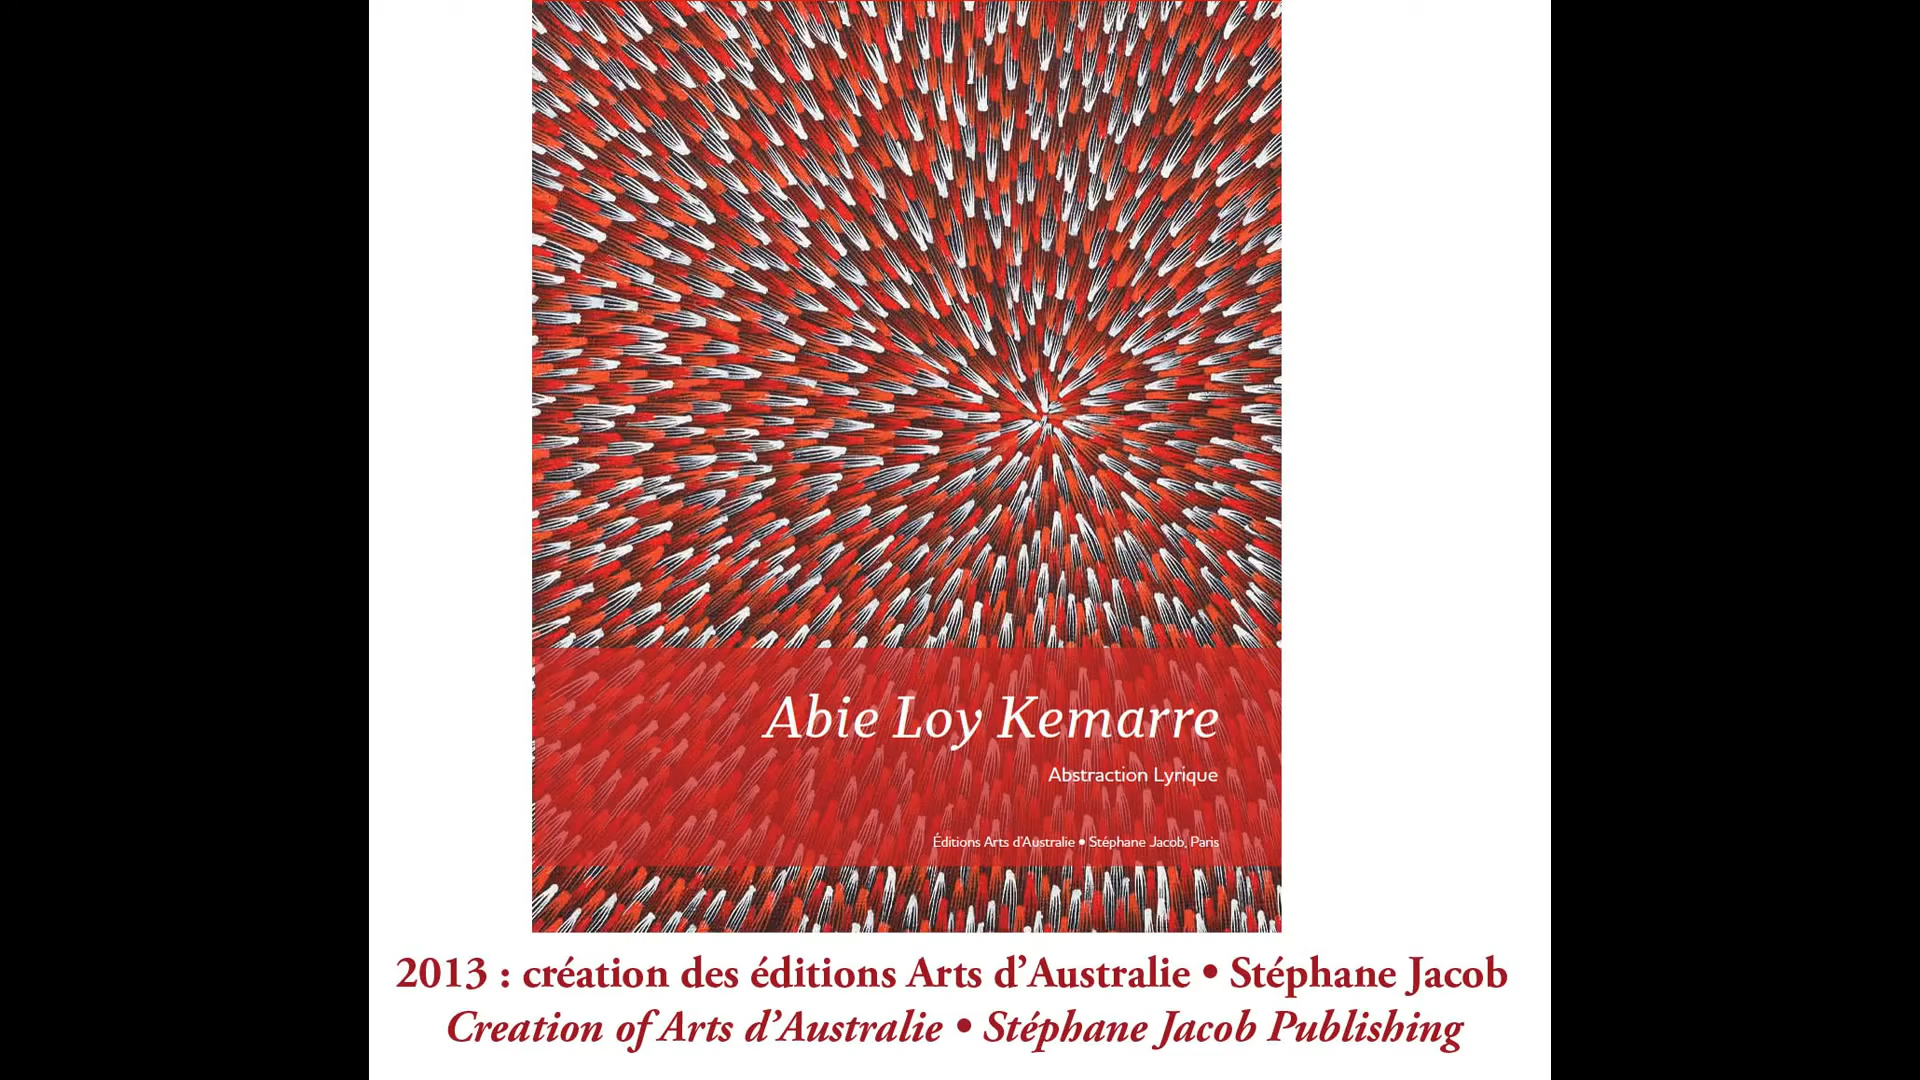 Abie Loy Kemarre
Abstraction Lyrique
Éditions Arts d'Australie • Stéphane Jacob, Paris
2013 : création des éditions Arts d'Australie • Stéphane Jacob
Creation of Arts d'Australie • Stéphane Jacob Publishing